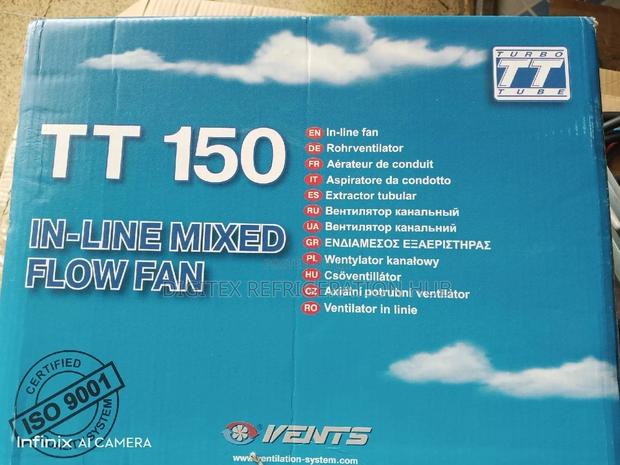 TURBO
TT
TUBE
TT 150
IN-LINE MIXED
FLOW FAN
EN In-line fan
DE Rohrventilator
FR Aérateur de conduit
IT Aspiratore da condotto
ES Extractor tubular
RU Вентилятор канальный
UA Вентилятор канальний
GR ΕΝΔΙΑΜΕΣΟΣ ΕΞΑΕΡΙΣΤΗΡΑΣ
PL Wentylator kanałowy
HU Csőventillátor
CZ Axiální potrubní ventilátor
RO Ventilator in linie
DIGITEX REFRIGERATION HUB
CERTIFIED
ISO 9001
SYSTEM
Infinix AI CAMERA
VENTS
www.ventilation-system.com